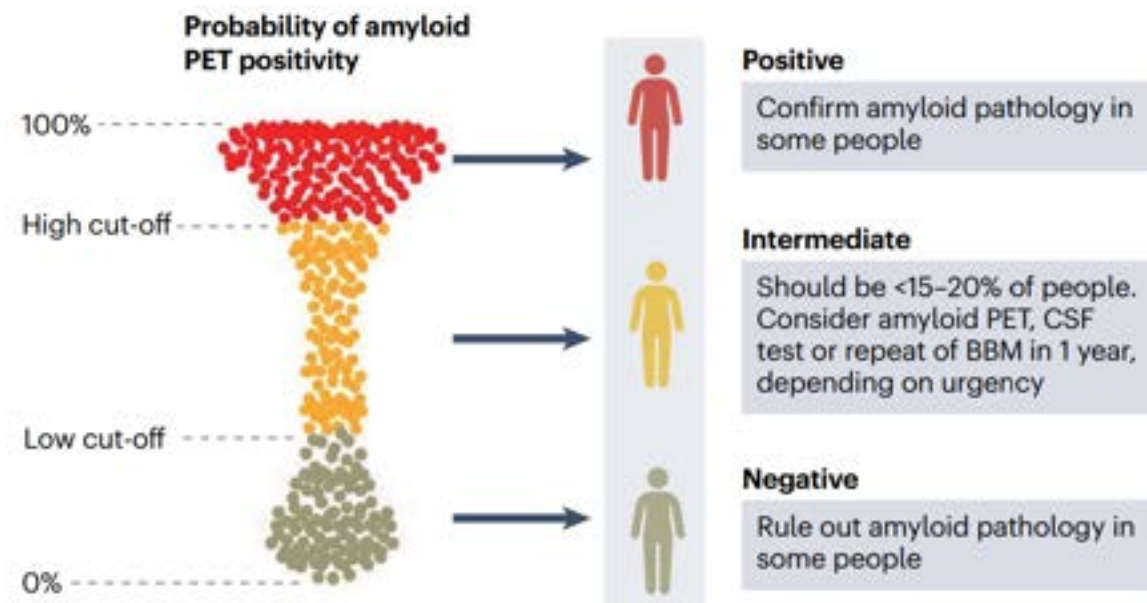 Probability of amyloid
PET positivity
100%
High cut-off
Low cut-off
0%
Positive
Confirm amyloid pathology in
some people
Intermediate
Should be <15–20% of people.
Consider amyloid PET, CSF
test or repeat of BBM in 1 year,
depending on urgency
Negative
Rule out amyloid pathology in
some people